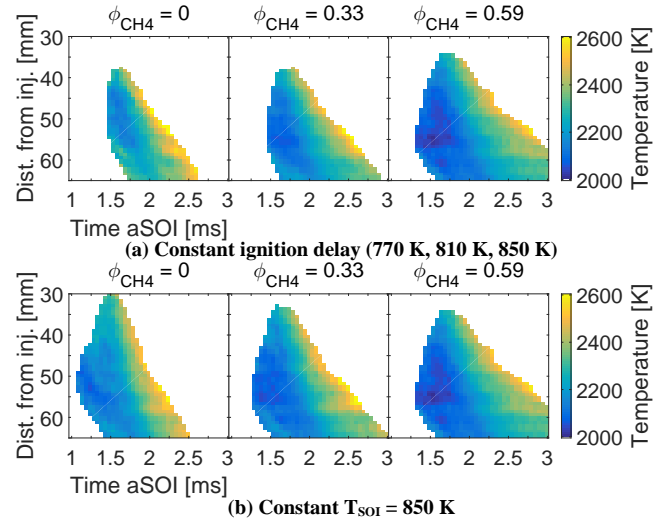 ϕCH4 = 0 ϕCH4 = 0.33 ϕCH4 = 0.59
30
40
50
60
Dist. from inj. [mm]
1 1.5 2 2.5 3 1.5 2 2.5 3 1.5 2 2.5 3
Time aSOI [ms]
2600
2400
2200
2000
Temperature [K]
(a) Constant ignition delay (770 K, 810 K, 850 K)
ϕCH4 = 0 ϕCH4 = 0.33 ϕCH4 = 0.59
30
40
50
60
Dist. from inj. [mm]
1 1.5 2 2.5 3 1.5 2 2.5 3 1.5 2 2.5 3
Time aSOI [ms]
2600
2400
2200
2000
Temperature [K]
(b) Constant TSOI = 850 K